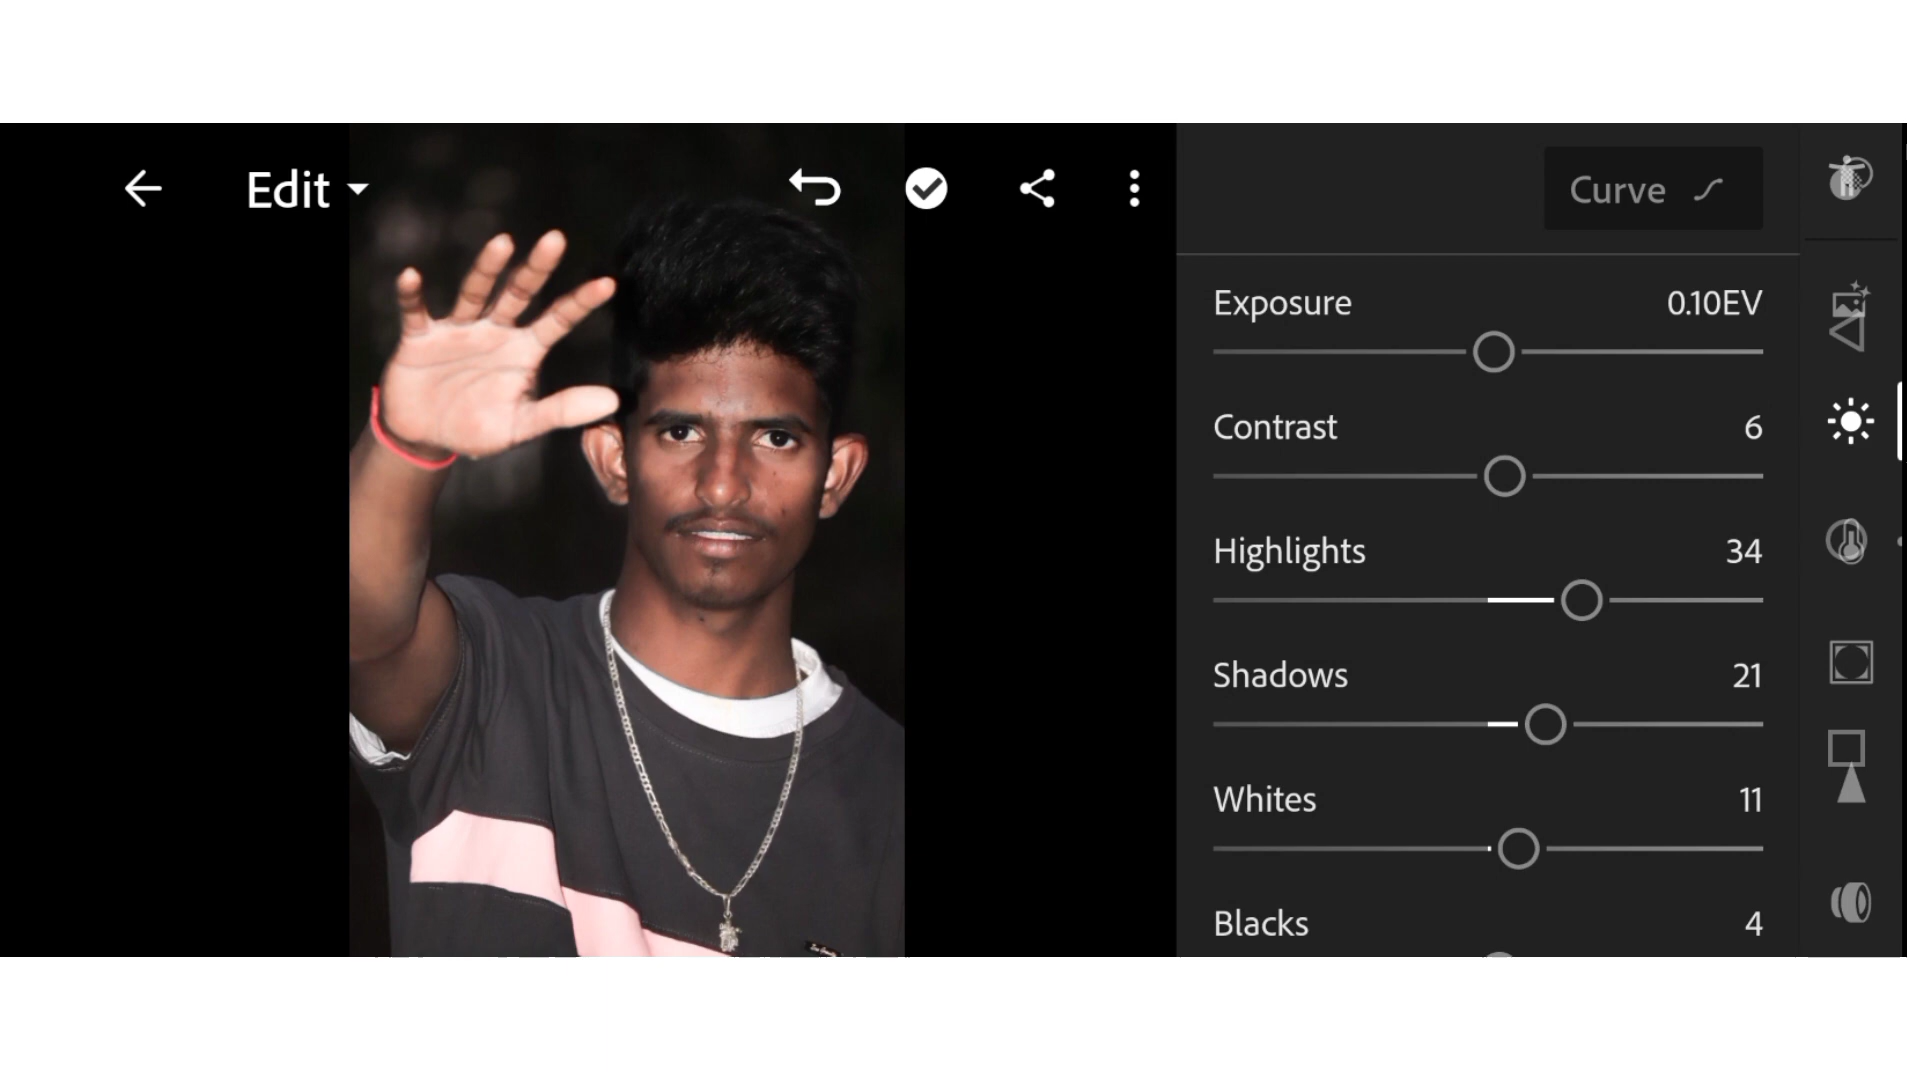 Edit
Curve
Exposure 0.10EV
Contrast 6
Highlights 34
Shadows 21
Whites 11
Blacks 4